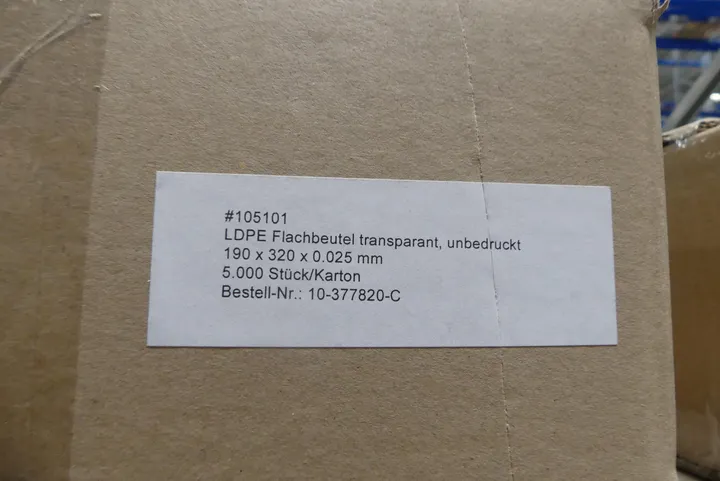 #105101
LDPE Flachbeutel transparant, unbedruckt
190 x 320 x 0.025 mm
5.000 Stück/Karton
Bestell-Nr.: 10-377820-C